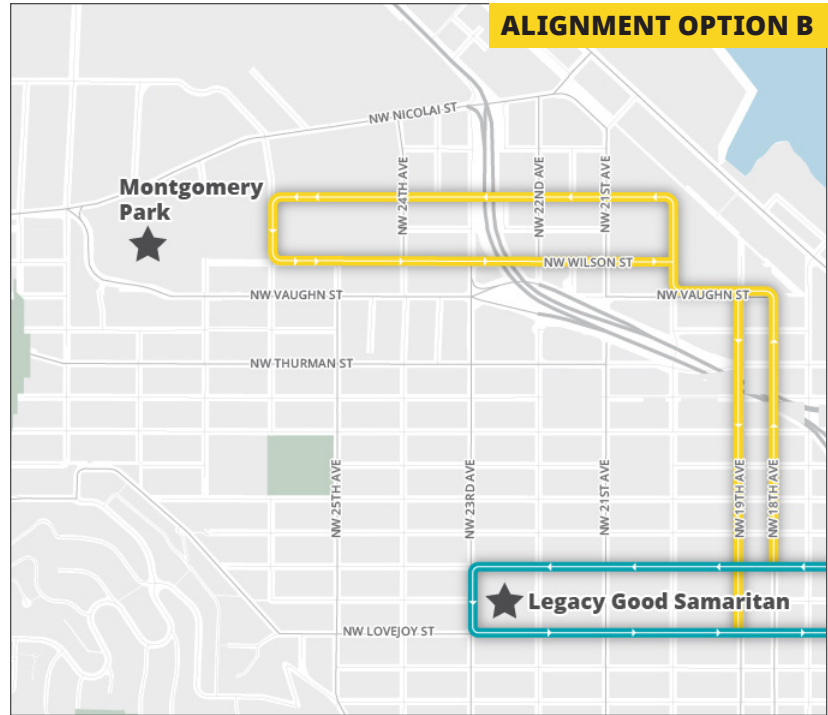 ALIGNMENT OPTION B
NW NICOLAI ST
Montgomery
Park
NW 24TH AVE
NW 22ND AVE
NW 21ST AVE
NW WILSON ST
NW VAUGHN ST
NW VAUGHN ST
NW THURMAN ST
NW 25TH AVE
NW 23RD AVE
NW 21ST AVE
NW 19TH AVE
NW 18TH AVE
Legacy Good Samaritan
NW LOVEJOY ST